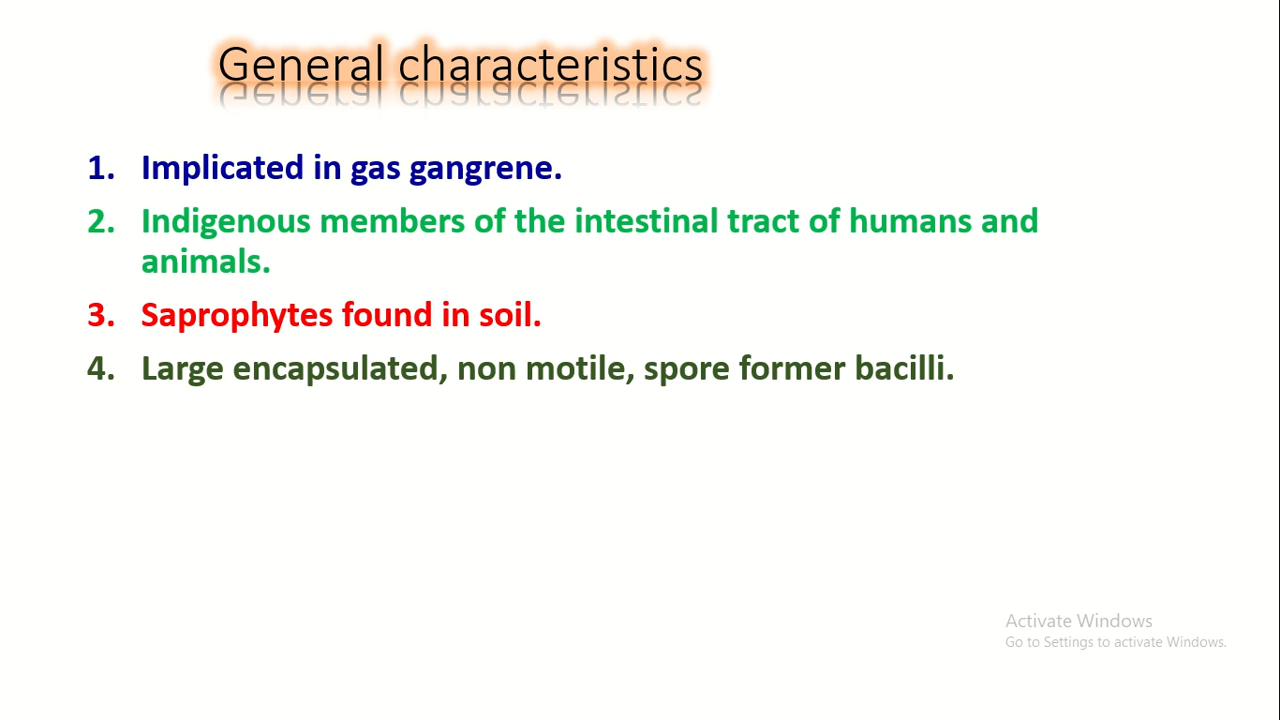 General characteristics
1. Implicated in gas gangrene.
2. Indigenous members of the intestinal tract of humans and
animals.
3. Saprophytes found in soil.
4. Large encapsulated, non motile, spore former bacilli.
Activate Windows
Go to Settings to activate Windows.